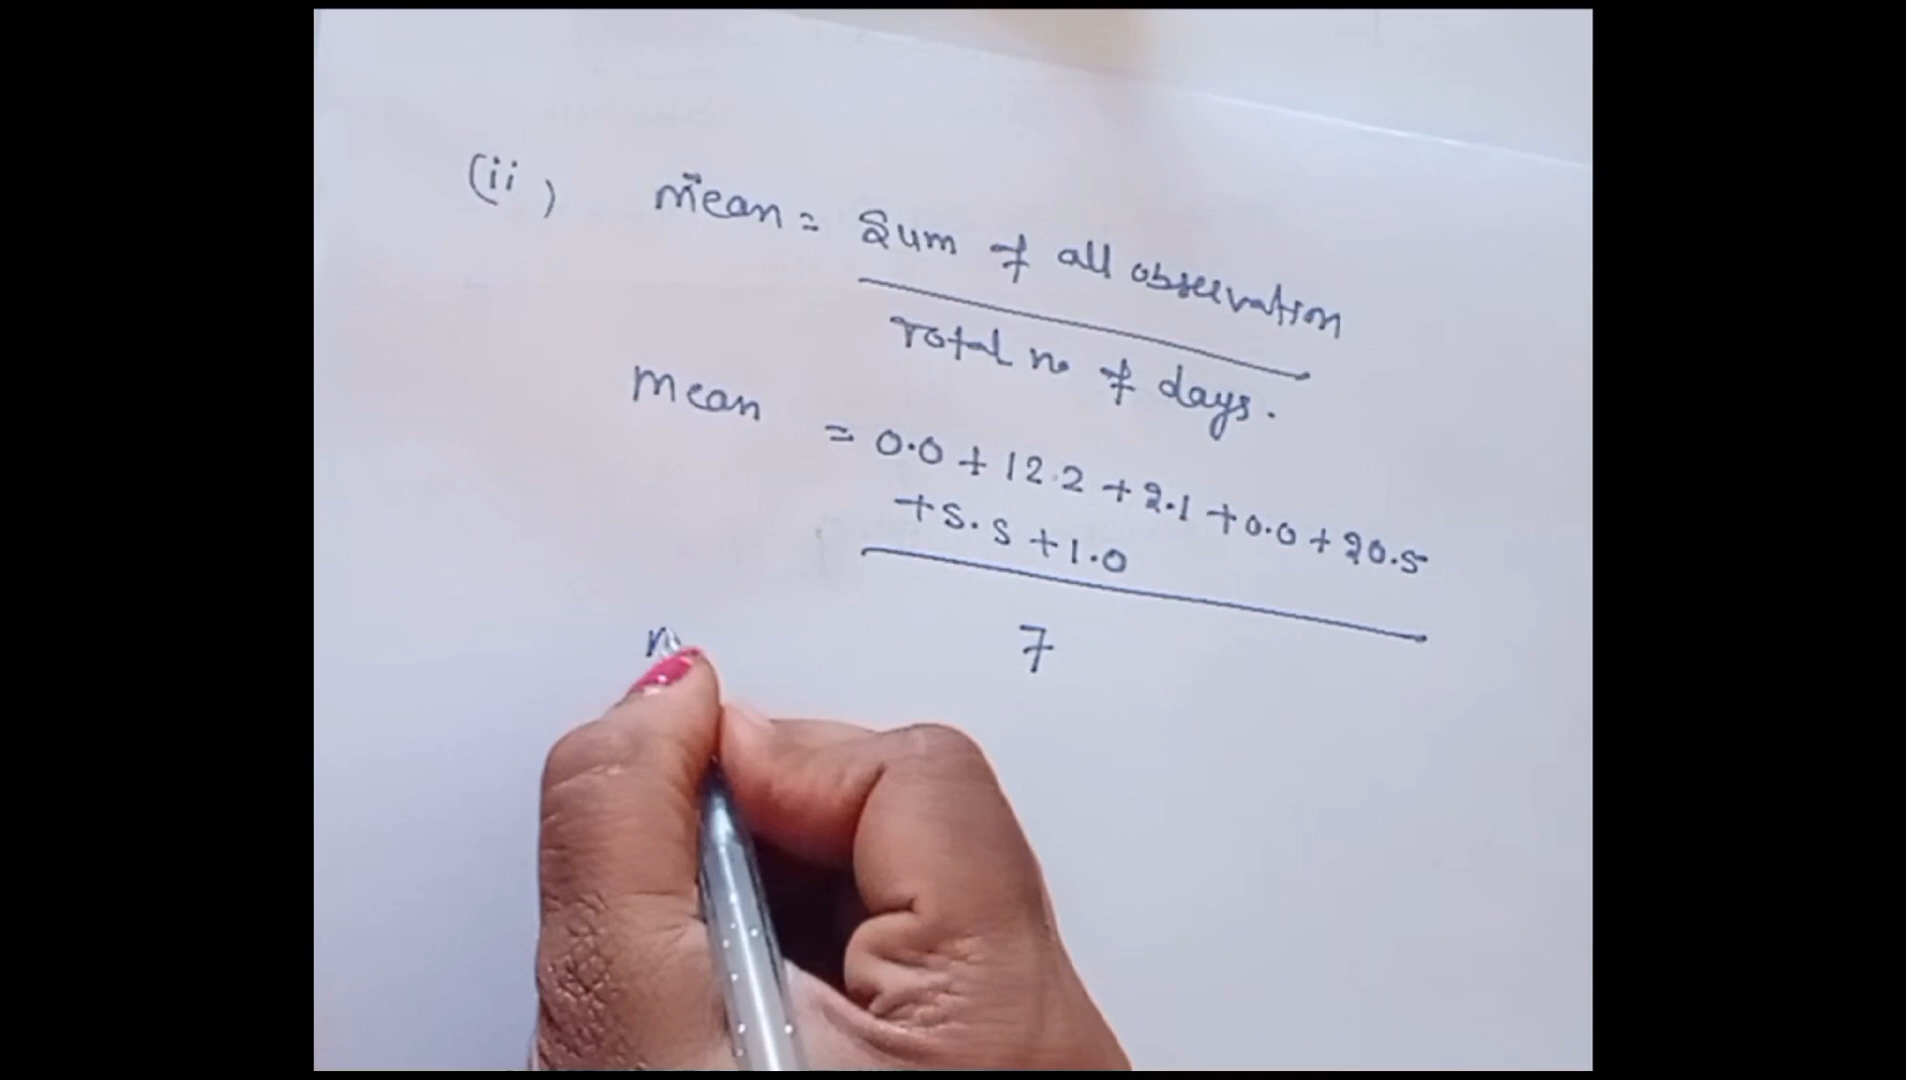 (ii) Mean = Sum of all observation
Total no of days.
Mean = 0.0 + 12.2 + 2.1 + 0.0 + 20.5
+ 5.5 + 1.0
7